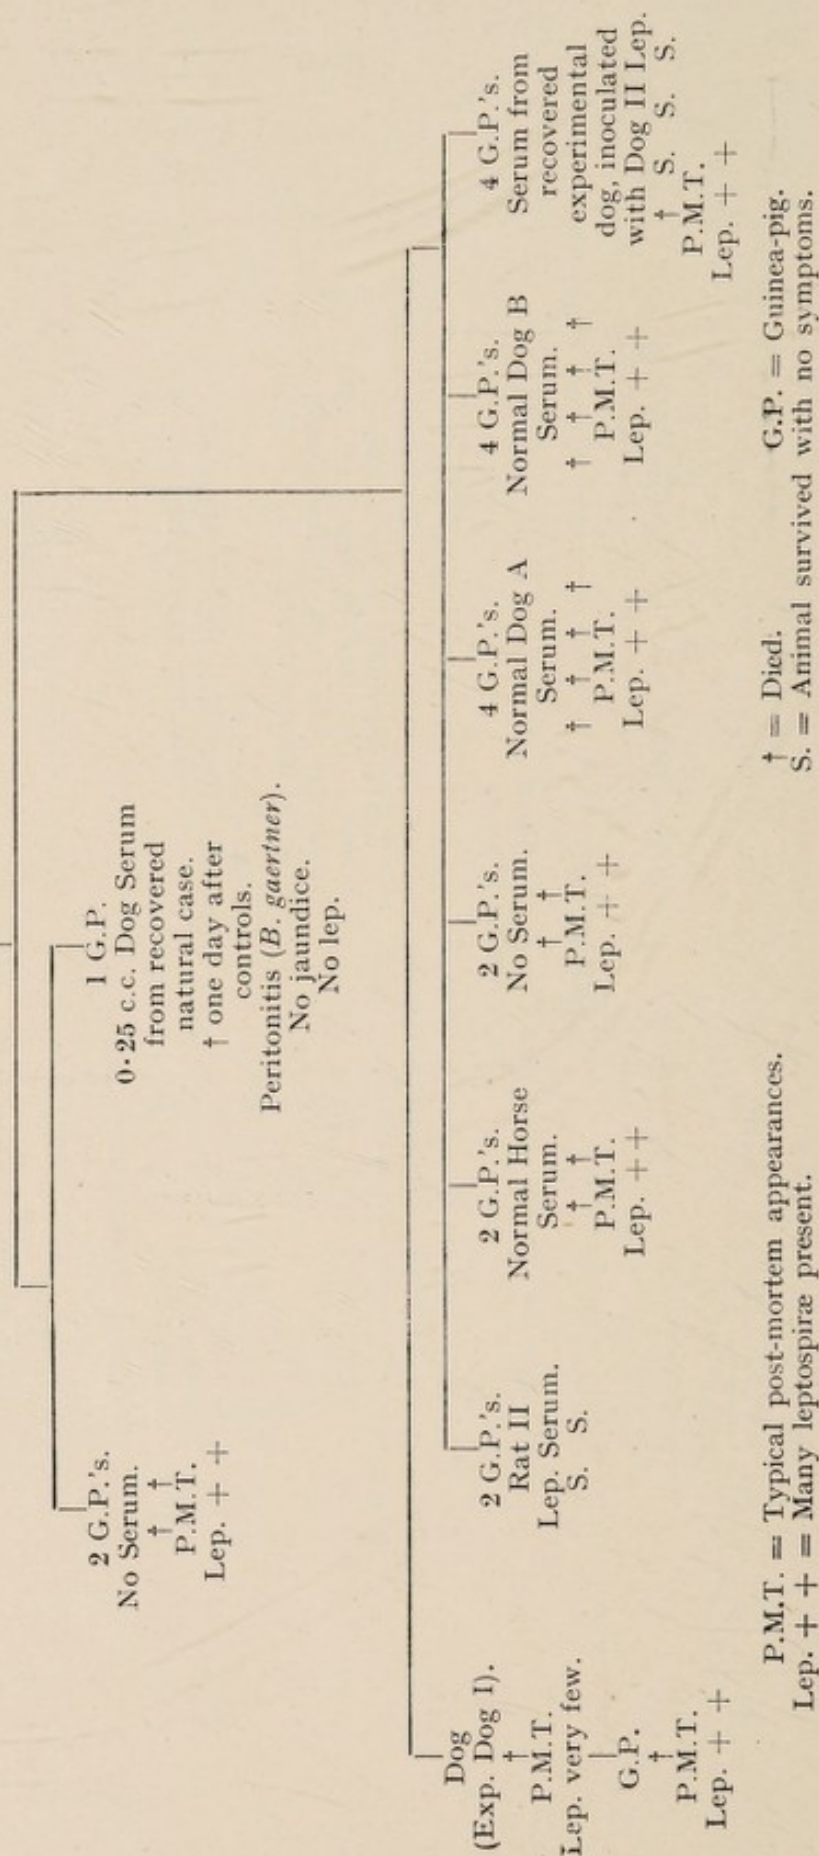 2 G.P.'s.
No Serum.
† †
P.M.T.
Lep. + +
1 G.P.
0·25 c.c. Dog Serum
from recovered
natural case.
† one day after
controls.
Peritonitis (B. gaertner).
No jaundice.
No lep.
Dog
(Exp. Dog I).
†
P.M.T.
Lep. very few.
G.P.
†
P.M.T.
Lep. + +
2 G.P.'s.
Rat II
Lep. Serum.
S. S.
2 G.P.'s.
Normal Horse
Serum.
† †
P.M.T.
Lep. ++
2 G.P.'s.
No Serum.
† †
P.M.T.
Lep. + +
4 G.P.'s.
Normal Dog A
Serum.
† † † †
P.M.T.
Lep. + +
4 G.P.'s.
Normal Dog B
Serum.
† † † †
P.M.T.
Lep. + +
4 G.P.'s.
Serum from
recovered
experimental
dog, inoculated
with Dog II Lep.
† S. S. S.
P.M.T.
Lep. + +
P.M.T. = Typical post-mortem appearances.
Lep. + + = Many leptospiræ present.
† = Died. G.P. = Guinea-pig.
S. = Animal survived with no symptoms.